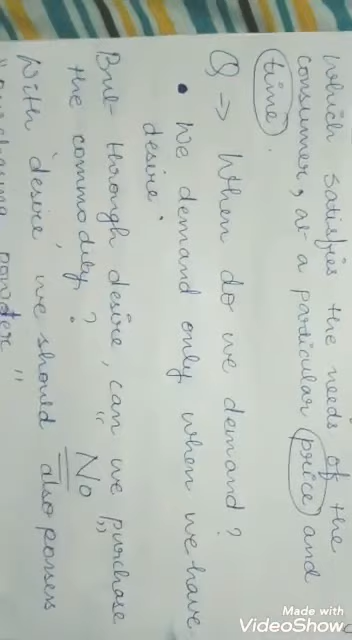 which satisfies the needs of the
consumer, at a particular price and
time.
Q → When do we demand?
• We demand only when we have
desire.
But through desire, can we purchase
the commodity? "No"
With desire, we should also possess
"purchasing power"
Made with
VideoShow